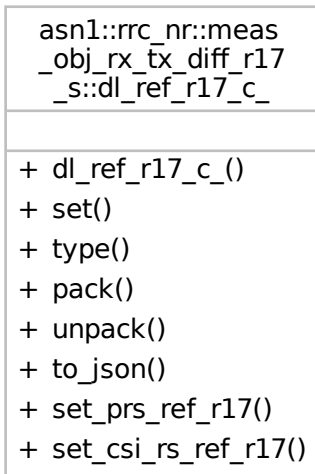 asn1::rrc_nr::meas
_obj_rx_tx_diff_r17
_s::dl_ref_r17_c_
+ dl_ref_r17_c_()
+ set()
+ type()
+ pack()
+ unpack()
+ to_json()
+ set_prs_ref_r17()
+ set_csi_rs_ref_r17()